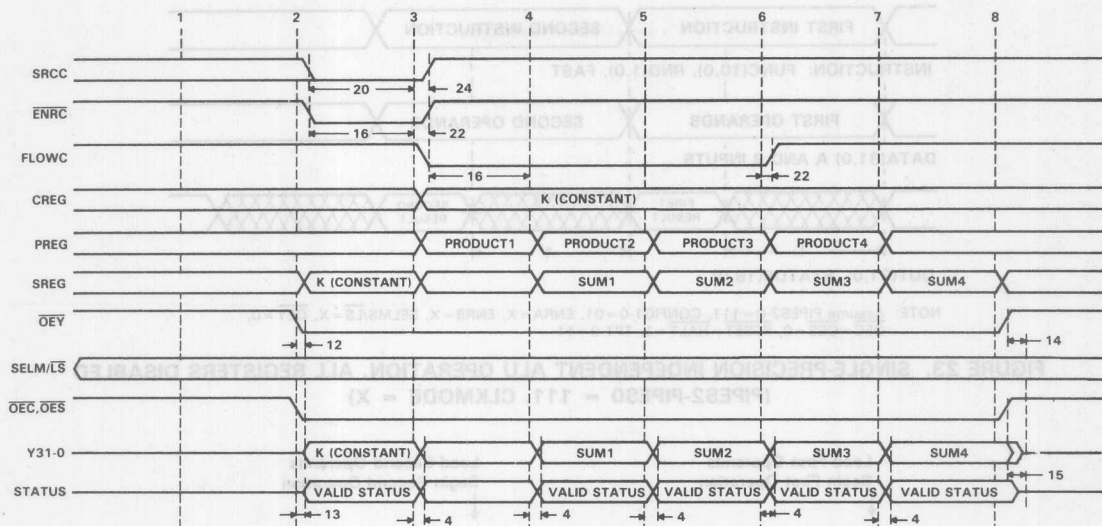 1 2 3 4 5 6 7 8
SRCC 20 24
ENRC 16 22
FLOWC 16 22
CREG K (CONSTANT)
PREG PRODUCT1 PRODUCT2 PRODUCT3 PRODUCT4
SREG K (CONSTANT) SUM1 SUM2 SUM3 SUM4
OEY 12 14
SELM/LS
OEC,OES
Y31-0 K (CONSTANT) SUM1 SUM2 SUM3 SUM4
15
STATUS VALID STATUS VALID STATUS VALID STATUS VALID STATUS VALID STATUS
13 4 4 4 4 4